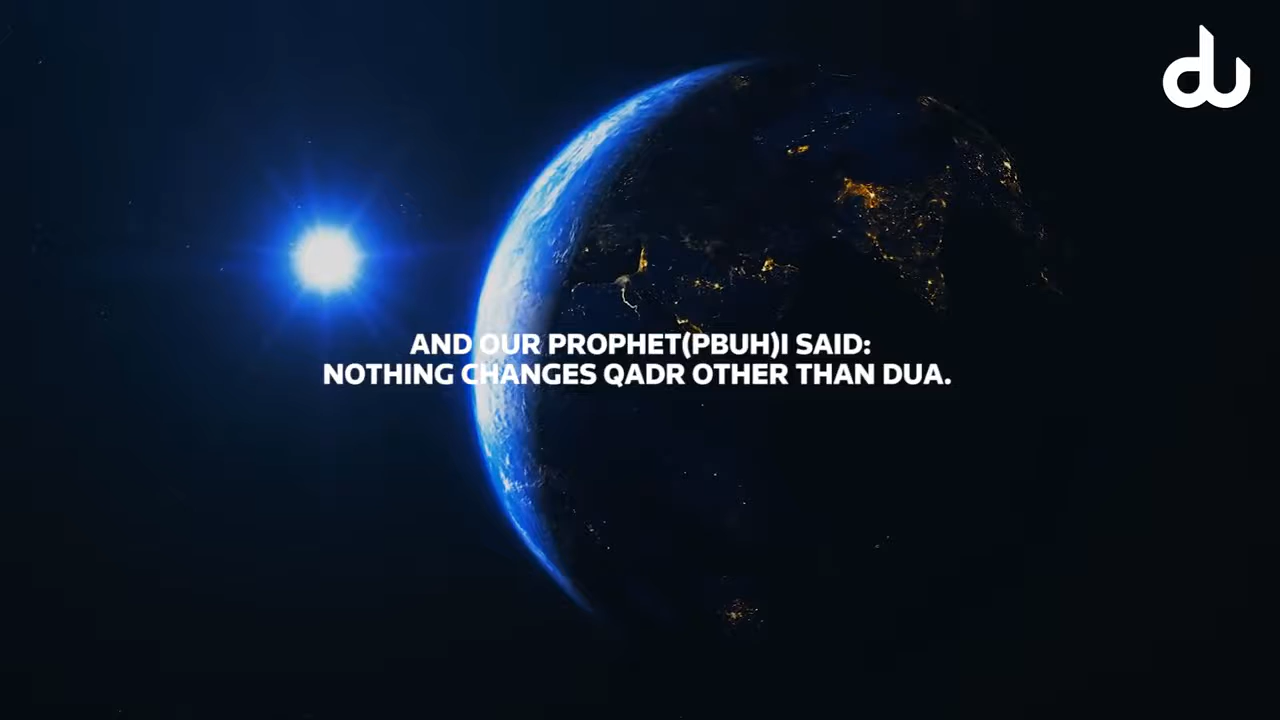 du
AND OUR PROPHET(PBUH)I SAID:
NOTHING CHANGES QADR OTHER THAN DUA.